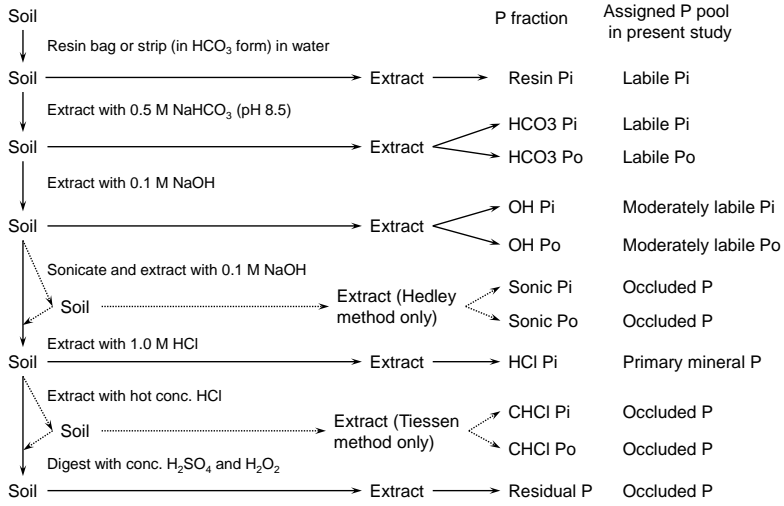 Soil
P fraction
Assigned P pool
in present study
Resin bag or strip (in HCO₃ form) in water
Soil Extract Resin Pi Labile Pi
Extract with 0.5 M NaHCO₃ (pH 8.5)
HCO3 Pi Labile Pi
Soil Extract
HCO3 Po Labile Po
Extract with 0.1 M NaOH
OH Pi Moderately labile Pi
Soil Extract
OH Po Moderately labile Po
Sonicate and extract with 0.1 M NaOH
Sonic Pi Occluded P
Soil
Extract (Hedley
method only)
Sonic Po Occluded P
Extract with 1.0 M HCl
Soil Extract HCl Pi Primary mineral P
Extract with hot conc. HCl
CHCl Pi Occluded P
Soil
Extract (Tiessen
method only)
CHCl Po Occluded P
Digest with conc. H₂SO₄ and H₂O₂
Soil Extract Residual P Occluded P